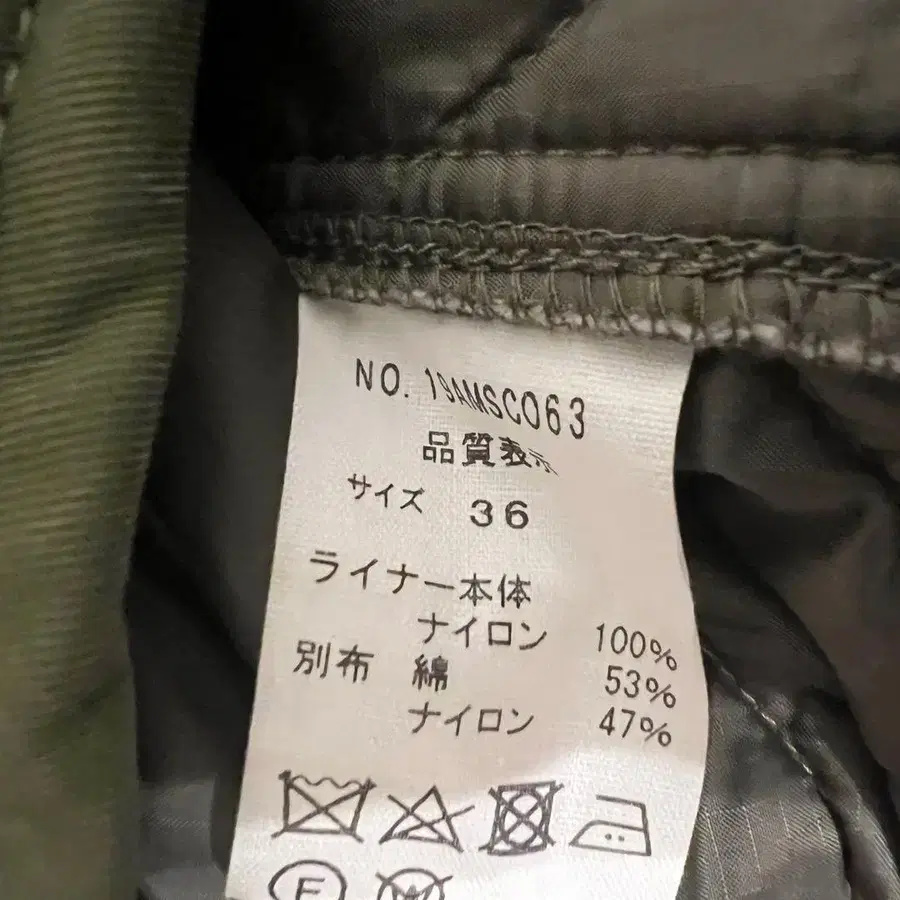 NO. 19AMSC063
品質表示
サイズ 36
ライナー本体
ナイロン 100%
別布 綿 53%
ナイロン 47%
F W